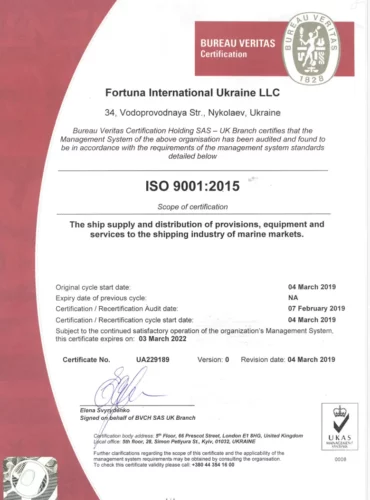 BUREAU VERITAS
Certification
BUREAU VERITAS
1828
Fortuna International Ukraine LLC
34, Vodoprovodnaya Str., Nykolaev, Ukraine
Bureau Veritas Certification Holding SAS – UK Branch certifies that the
Management System of the above organisation has been audited and found to
be in accordance with the requirements of the management system standards
detailed below
ISO 9001:2015
Scope of certification
The ship supply and distribution of provisions, equipment and
services to the shipping industry of marine markets.
Original cycle start date: 04 March 2019
Expiry date of previous cycle: NA
Certification / Recertification Audit date: 07 February 2019
Certification / Recertification cycle start date: 04 March 2019
Subject to the continued satisfactory operation of the organization's Management System,
this certificate expires on: 03 March 2022
Certificate No. UA229189 Version: 0 Revision date: 04 March 2019
Elena
Signed on behalf of BVCH SAS UK Branch
Certification body address: 5th Floor, 66 Prescot Street, London E1 8HG, United Kingdom
Local office: 5th floor, 26, Simon Petlyura St., Kyiv, 01032, UKRAINE
Further clarifications regarding the scope of this certificate and the applicability of the
management system requirements may be obtained by consulting the organisation.
To check this certificate validity please call: +380 44 394 16 00
UKAS
MANAGEMENT
SYSTEMS
0008